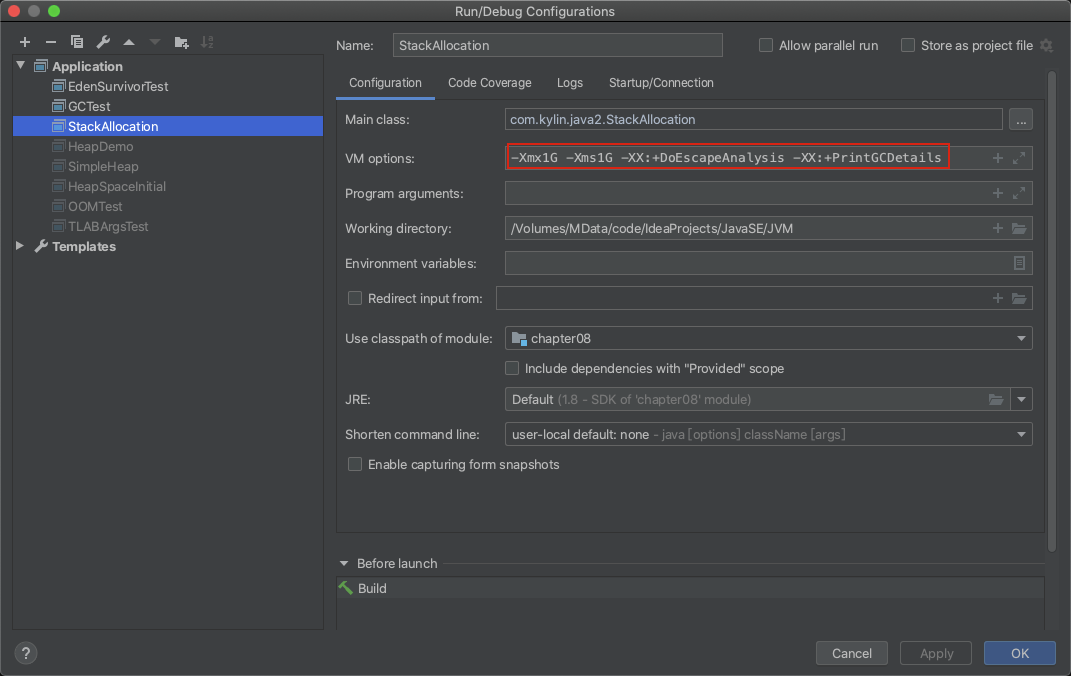 Run/Debug Configurations
Application
EdenSurvivorTest
GCTest
StackAllocation
HeapDemo
SimpleHeap
HeapSpaceInitial
OOMTest
TLABArgsTest
Templates
Name: StackAllocation Allow parallel run Store as project file
Configuration Code Coverage Logs Startup/Connection
Main class: com.kylin.java2.StackAllocation ...
VM options: -Xmx1G -Xms1G -XX:+DoEscapeAnalysis -XX:+PrintGCDetails
Program arguments:
Working directory: /Volumes/MData/code/IdeaProjects/JavaSE/JVM
Environment variables:
Redirect input from:
Use classpath of module: chapter08
Include dependencies with "Provided" scope
JRE: Default (1.8 - SDK of 'chapter08' module)
Shorten command line: user-local default: none - java [options] className [args]
Enable capturing form snapshots
Before launch
Build
? Cancel Apply OK